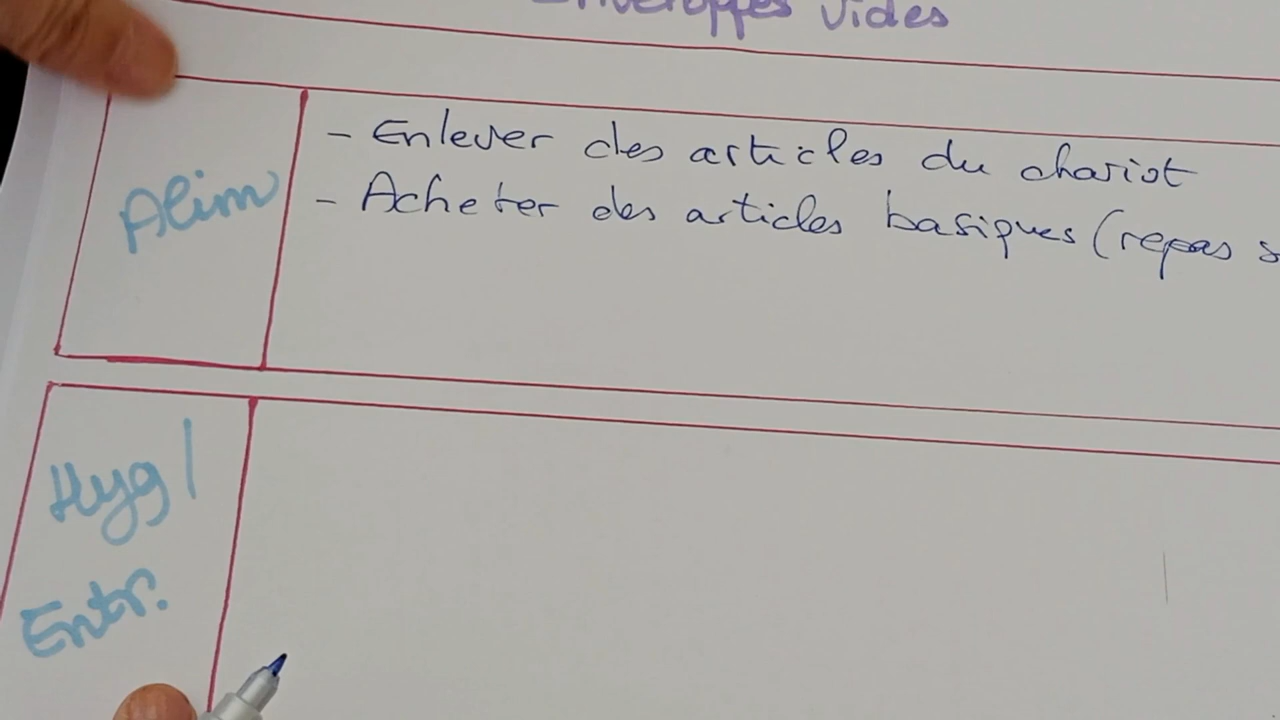 Enveloppes vides
- Enlever des articles du chariot
Alim
- Acheter des articles basiques (repas s
Hyg/
Entr.